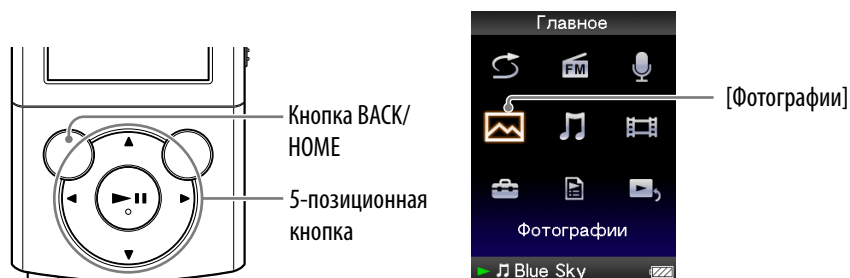 Кнопка BACK/
HOME
5-позиционная
кнопка
Главное
FM
[Фотографии]
Фотографии
Blue Sky